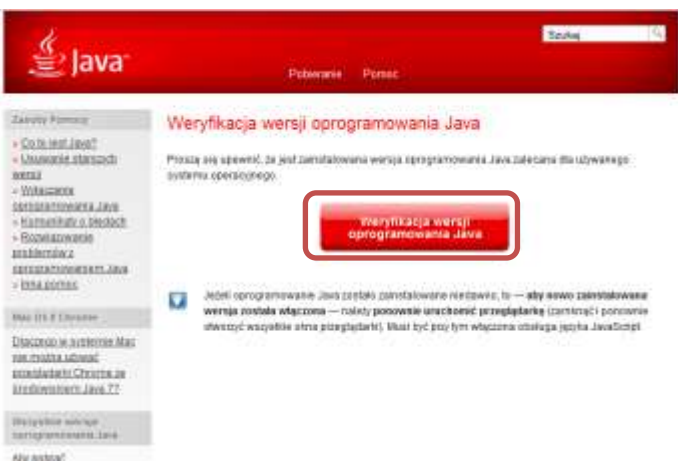 Java
Szukaj
Pobieranie Pomoc
Zasoby Pomocy
» Co to jest Java?
» Usuwanie starszych
wersji
» Włączanie
oprogramowania Java
» Komunikaty o błędach
» Rozwiązywanie
problemów z
oprogramowaniem Java
» Inna pomoc
Mac OS X Chrome
Dlaczego w systemie Mac
nie można używać
przeglądarki Chrome ze
środowiskiem Java 7?
Wszystkie wersje
oprogramowania Java
Aby pobrać
Weryfikacja wersji oprogramowania Java
Proszę się upewnić, że jest zainstalowana wersja oprogramowania Java zalecana dla używanego
systemu operacyjnego.
Weryfikacja wersji
oprogramowania Java
Jeżeli oprogramowanie Java zostało zainstalowane niedawno, to — aby nowo zainstalowana
wersja została włączona — należy ponownie uruchomić przeglądarkę (zamknąć i ponownie
otworzyć wszystkie okna przeglądarki). Musi być przy tym włączona obsługa języka JavaScript.